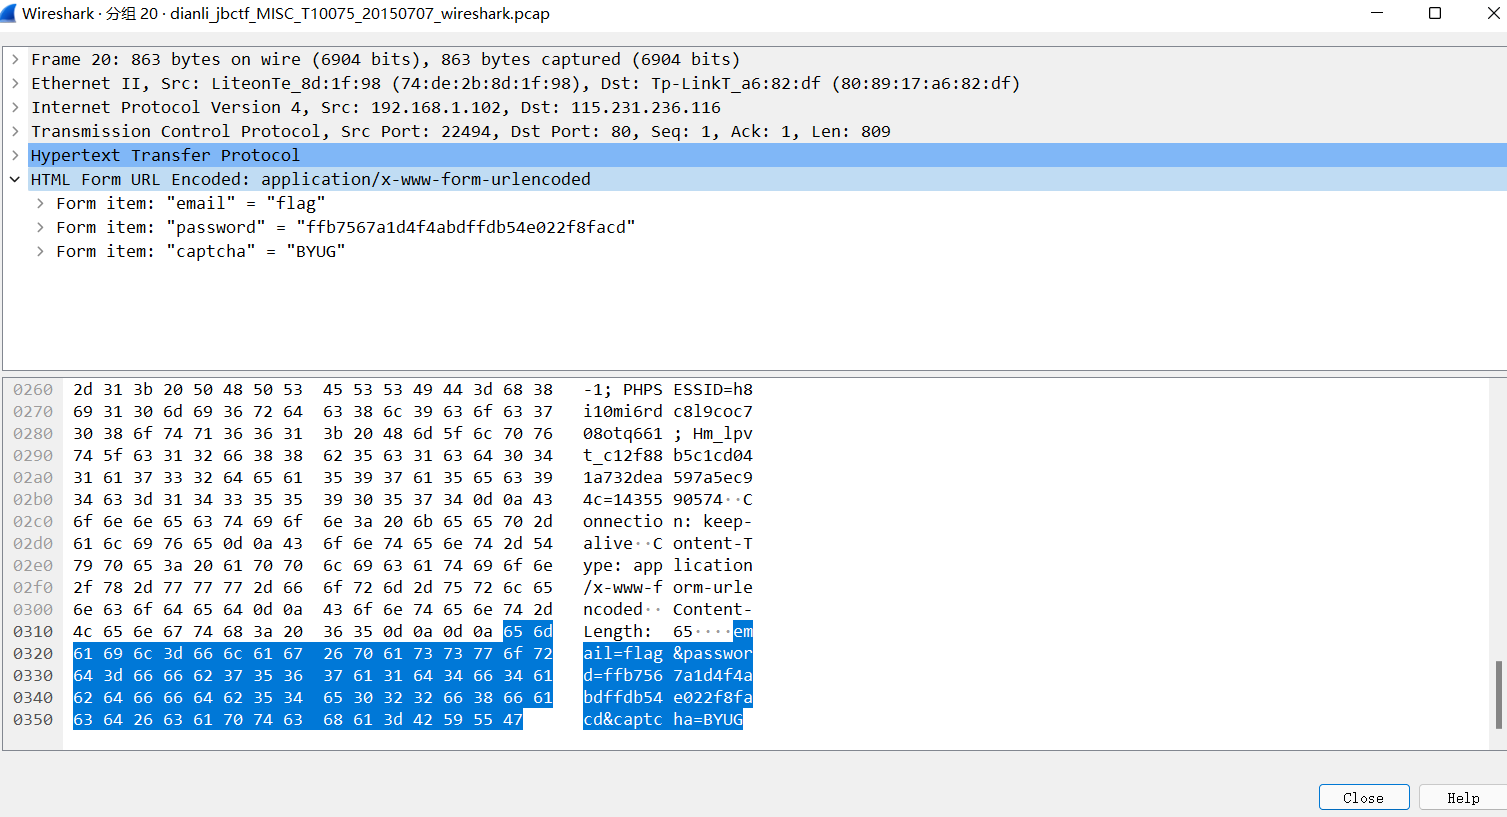 Wireshark · 分组 20 · dianli_jbctf_MISC_T10075_20150707_wireshark.pcap
Frame 20: 863 bytes on wire (6904 bits), 863 bytes captured (6904 bits)
Ethernet II, Src: LiteonTe_8d:1f:98 (74:de:2b:8d:1f:98), Dst: Tp-LinkT_a6:82:df (80:89:17:a6:82:df)
Internet Protocol Version 4, Src: 192.168.1.102, Dst: 115.231.236.116
Transmission Control Protocol, Src Port: 22494, Dst Port: 80, Seq: 1, Ack: 1, Len: 809
Hypertext Transfer Protocol
HTML Form URL Encoded: application/x-www-form-urlencoded
Form item: "email" = "flag"
Form item: "password" = "ffb7567a1d4f4abdffdb54e022f8facd"
Form item: "captcha" = "BYUG"
0260 2d 31 3b 20 50 48 50 53 45 53 53 49 44 3d 68 38 -1; PHPS ESSID=h8
0270 69 31 30 6d 69 36 72 64 63 38 6c 39 63 6f 63 37 i10mi6rd c8l9coc7
0280 30 38 6f 74 71 36 36 31 3b 20 48 6d 5f 6c 70 76 08otq661 ; Hm_lpv
0290 74 5f 63 31 32 66 38 38 62 35 63 31 63 64 30 34 t_c12f88 b5c1cd04
02a0 31 61 37 33 32 64 65 61 35 39 37 61 35 65 63 39 1a732dea 597a5ec9
02b0 34 63 3d 31 34 33 35 35 39 30 35 37 34 0d 0a 43 4c=14355 90574··C
02c0 6f 6e 6e 65 63 74 69 6f 6e 3a 20 6b 65 65 70 2d onnectio n: keep-
02d0 61 6c 69 76 65 0d 0a 43 6f 6e 74 65 6e 74 2d 54 alive··C ontent-T
02e0 79 70 65 3a 20 61 70 70 6c 69 63 61 74 69 6f 6e ype: app lication
02f0 2f 78 2d 77 77 77 2d 66 6f 72 6d 2d 75 72 6c 65 /x-www-f orm-urle
0300 6e 63 6f 64 65 64 0d 0a 43 6f 6e 74 65 6e 74 2d ncoded·· Content-
0310 4c 65 6e 67 74 68 3a 20 36 35 0d 0a 0d 0a 65 6d Length: 65····em
0320 61 69 6c 3d 66 6c 61 67 26 70 61 73 73 77 6f 72 ail=flag &passwor
0330 64 3d 66 66 62 37 35 36 37 61 31 64 34 66 34 61 d=ffb756 7a1d4f4a
0340 62 64 66 66 64 62 35 34 65 30 32 32 66 38 66 61 bdffdb54 e022f8fa
0350 63 64 26 63 61 70 74 63 68 61 3d 42 59 55 47 cd&captc ha=BYUG
Close Help